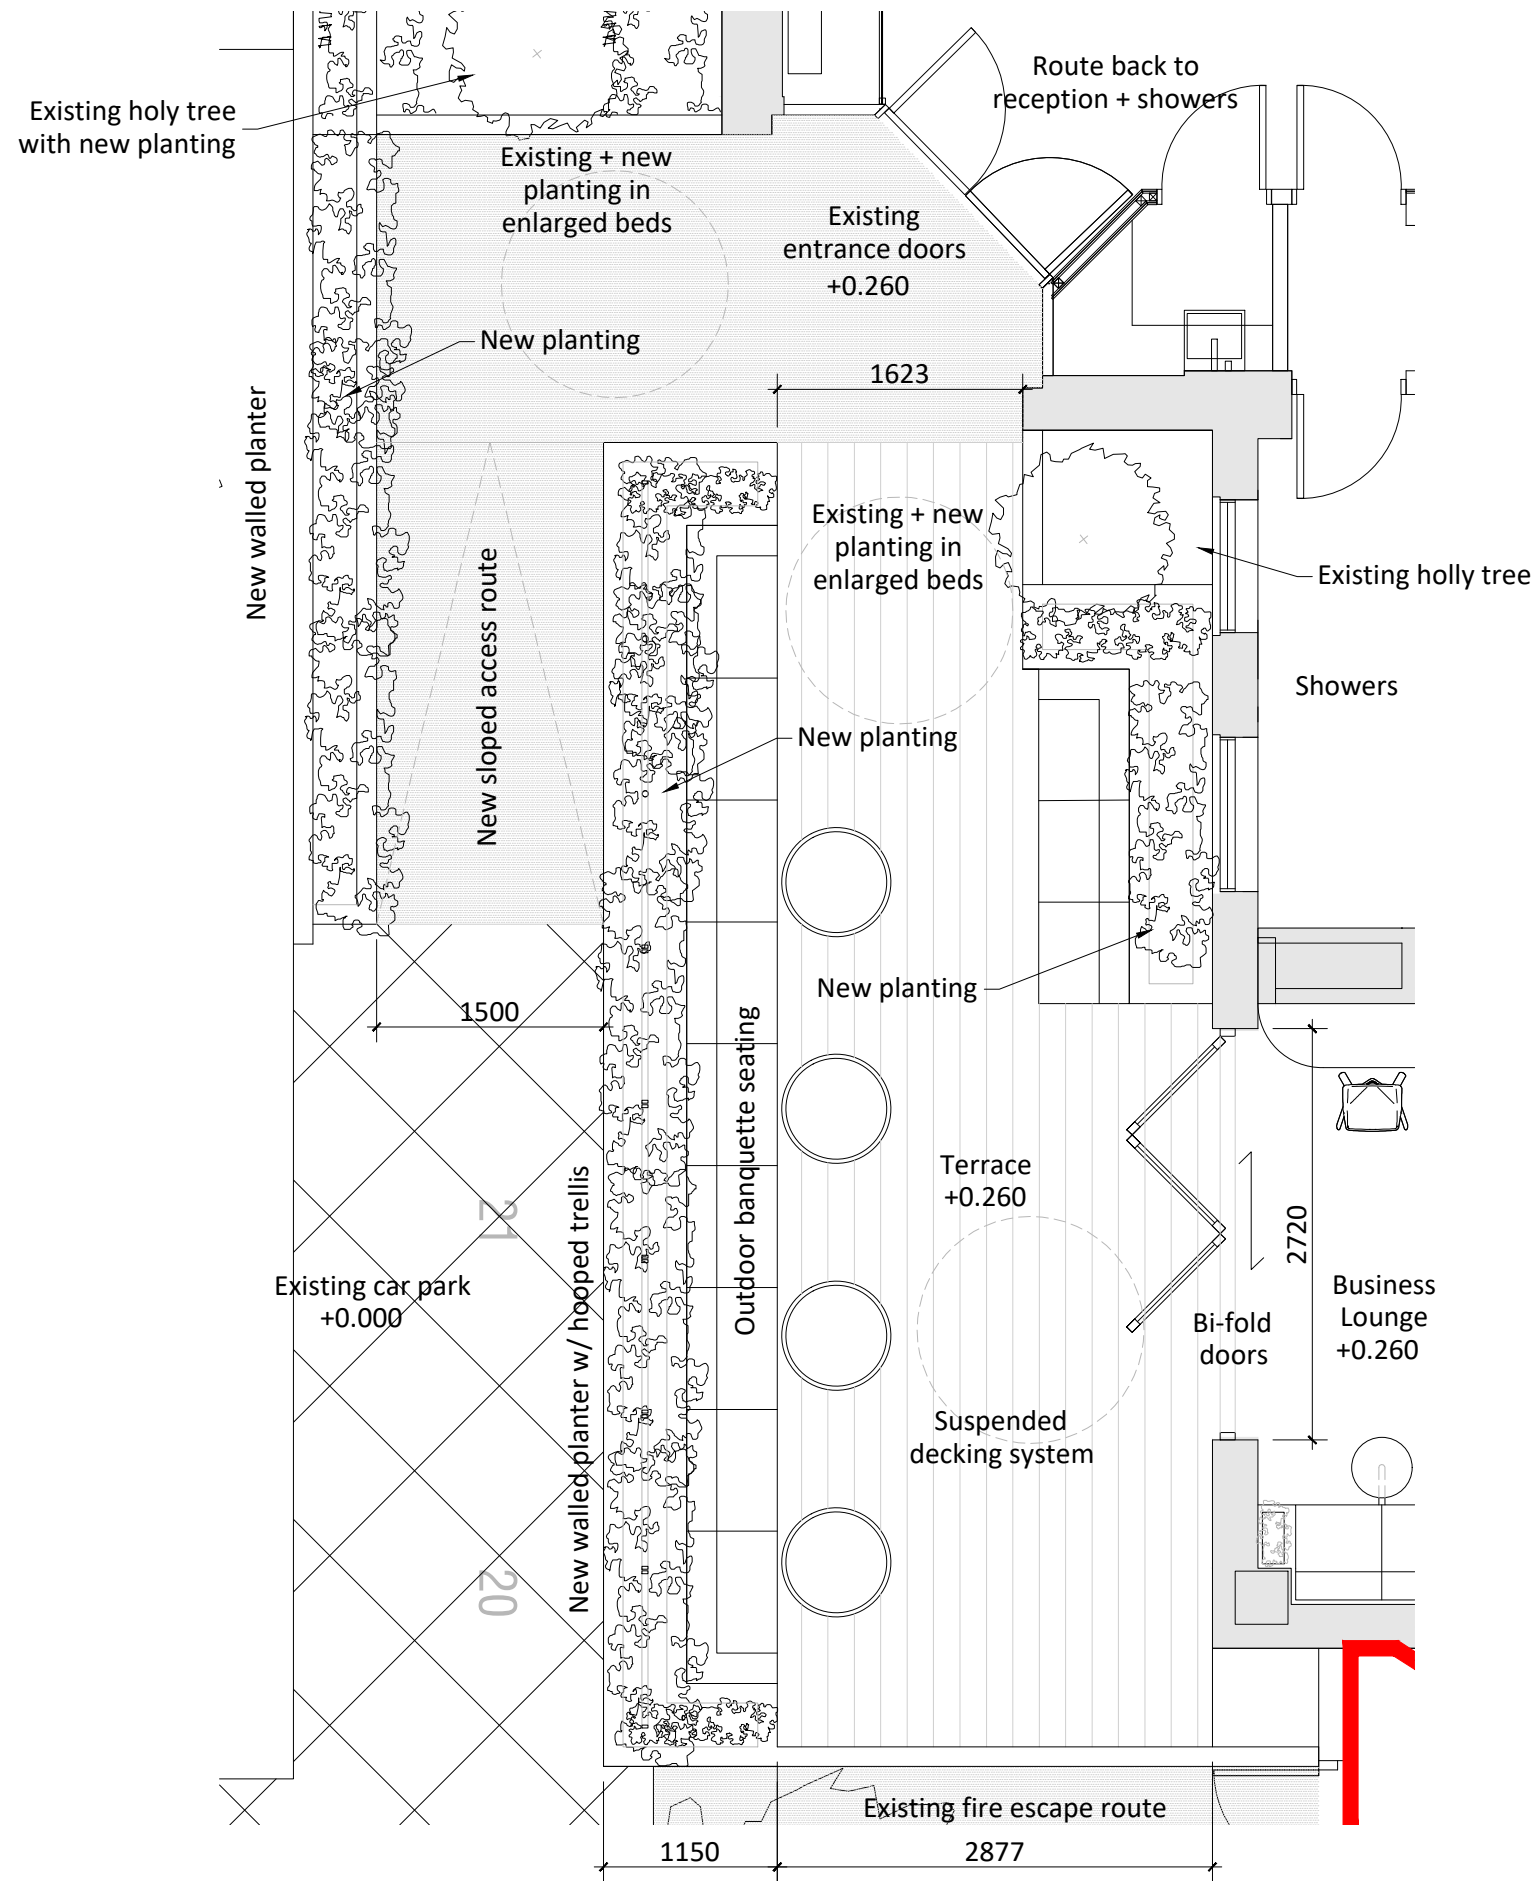 Route back to
reception + showers
Existing holy tree
with new planting
Existing + new
planting in
enlarged beds
Existing
entrance doors
+0.260
New planting
1623
New walled planter
Existing + new
planting in
enlarged beds
Existing holly tree
New sloped access route
Showers
New planting
New planting
1500
Outdoor banquette seating
Terrace
+0.260
21
2720
New walled planter w/ hooped trellis
Existing car park
+0.000
Business
Lounge
+0.260
Bi-fold
doors
Suspended
decking system
20
Existing fire escape route
1150
2877